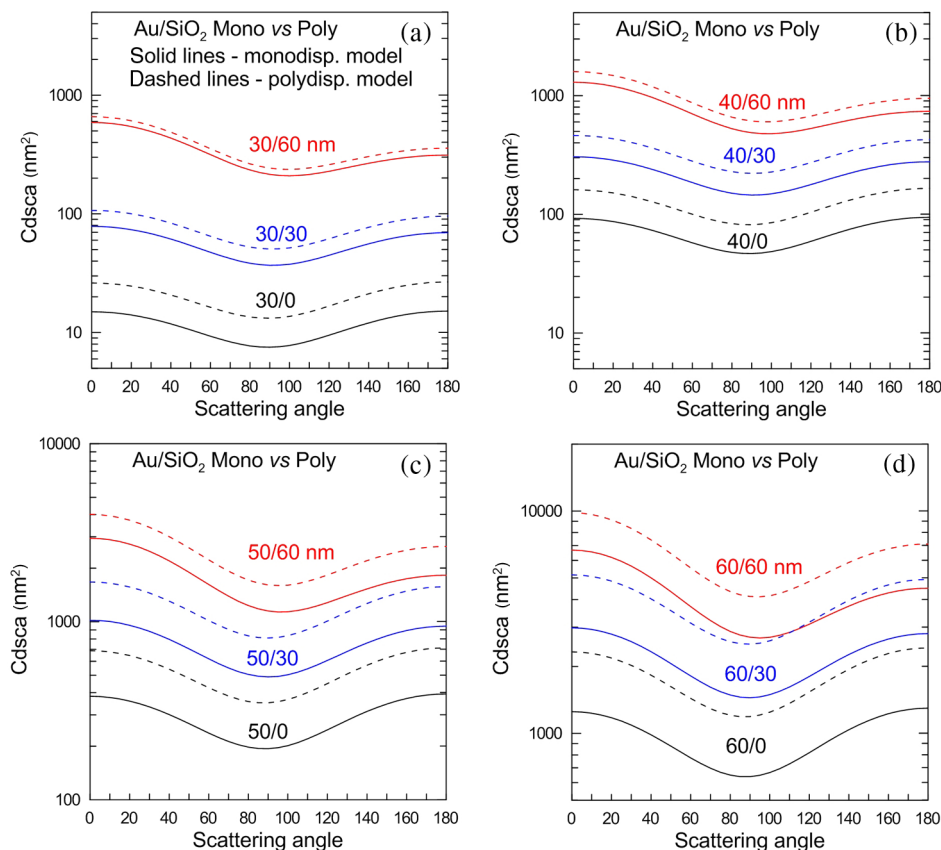 Au/SiO₂ Mono vs Poly (a)
Solid lines - monodisp. model
Dashed lines - polydisp. model
1000
100
10
30/60 nm
30/30
30/0
Cdsca (nm²)
0 20 40 60 80 100 120 140 160 180
Scattering angle
Au/SiO₂ Mono vs Poly (b)
1000
100
10
40/60 nm
40/30
40/0
Cdsca (nm²)
0 20 40 60 80 100 120 140 160 180
Scattering angle
Au/SiO₂ Mono vs Poly (c)
10000
1000
100
50/60 nm
50/30
50/0
Cdsca (nm²)
0 20 40 60 80 100 120 140 160 180
Scattering angle
Au/SiO₂ Mono vs Poly (d)
10000
1000
60/60 nm
60/30
60/0
Cdsca (nm²)
0 20 40 60 80 100 120 140 160 180
Scattering angle